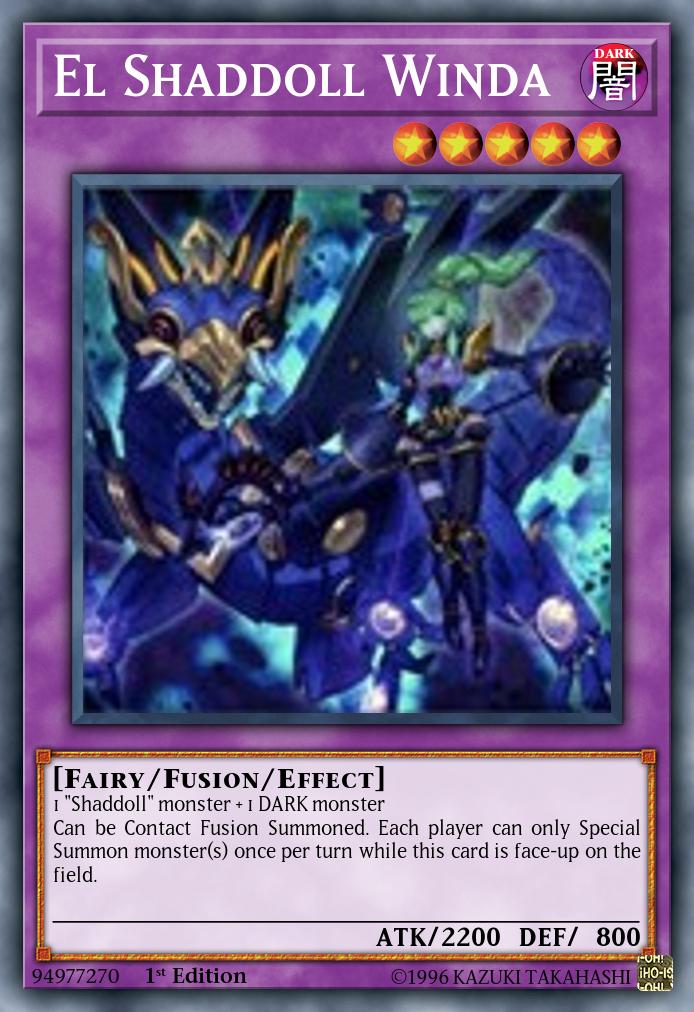 El Shaddoll Winda
DARK
闇
[Fairy/Fusion/Effect]
1 "Shaddoll" monster + 1 DARK monster
Can be Contact Fusion Summoned. Each player can only Special
Summon monster(s) once per turn while this card is face-up on the
field.
ATK/2200 DEF/ 800
94977270 1st Edition ©1996 KAZUKI TAKAHASHI